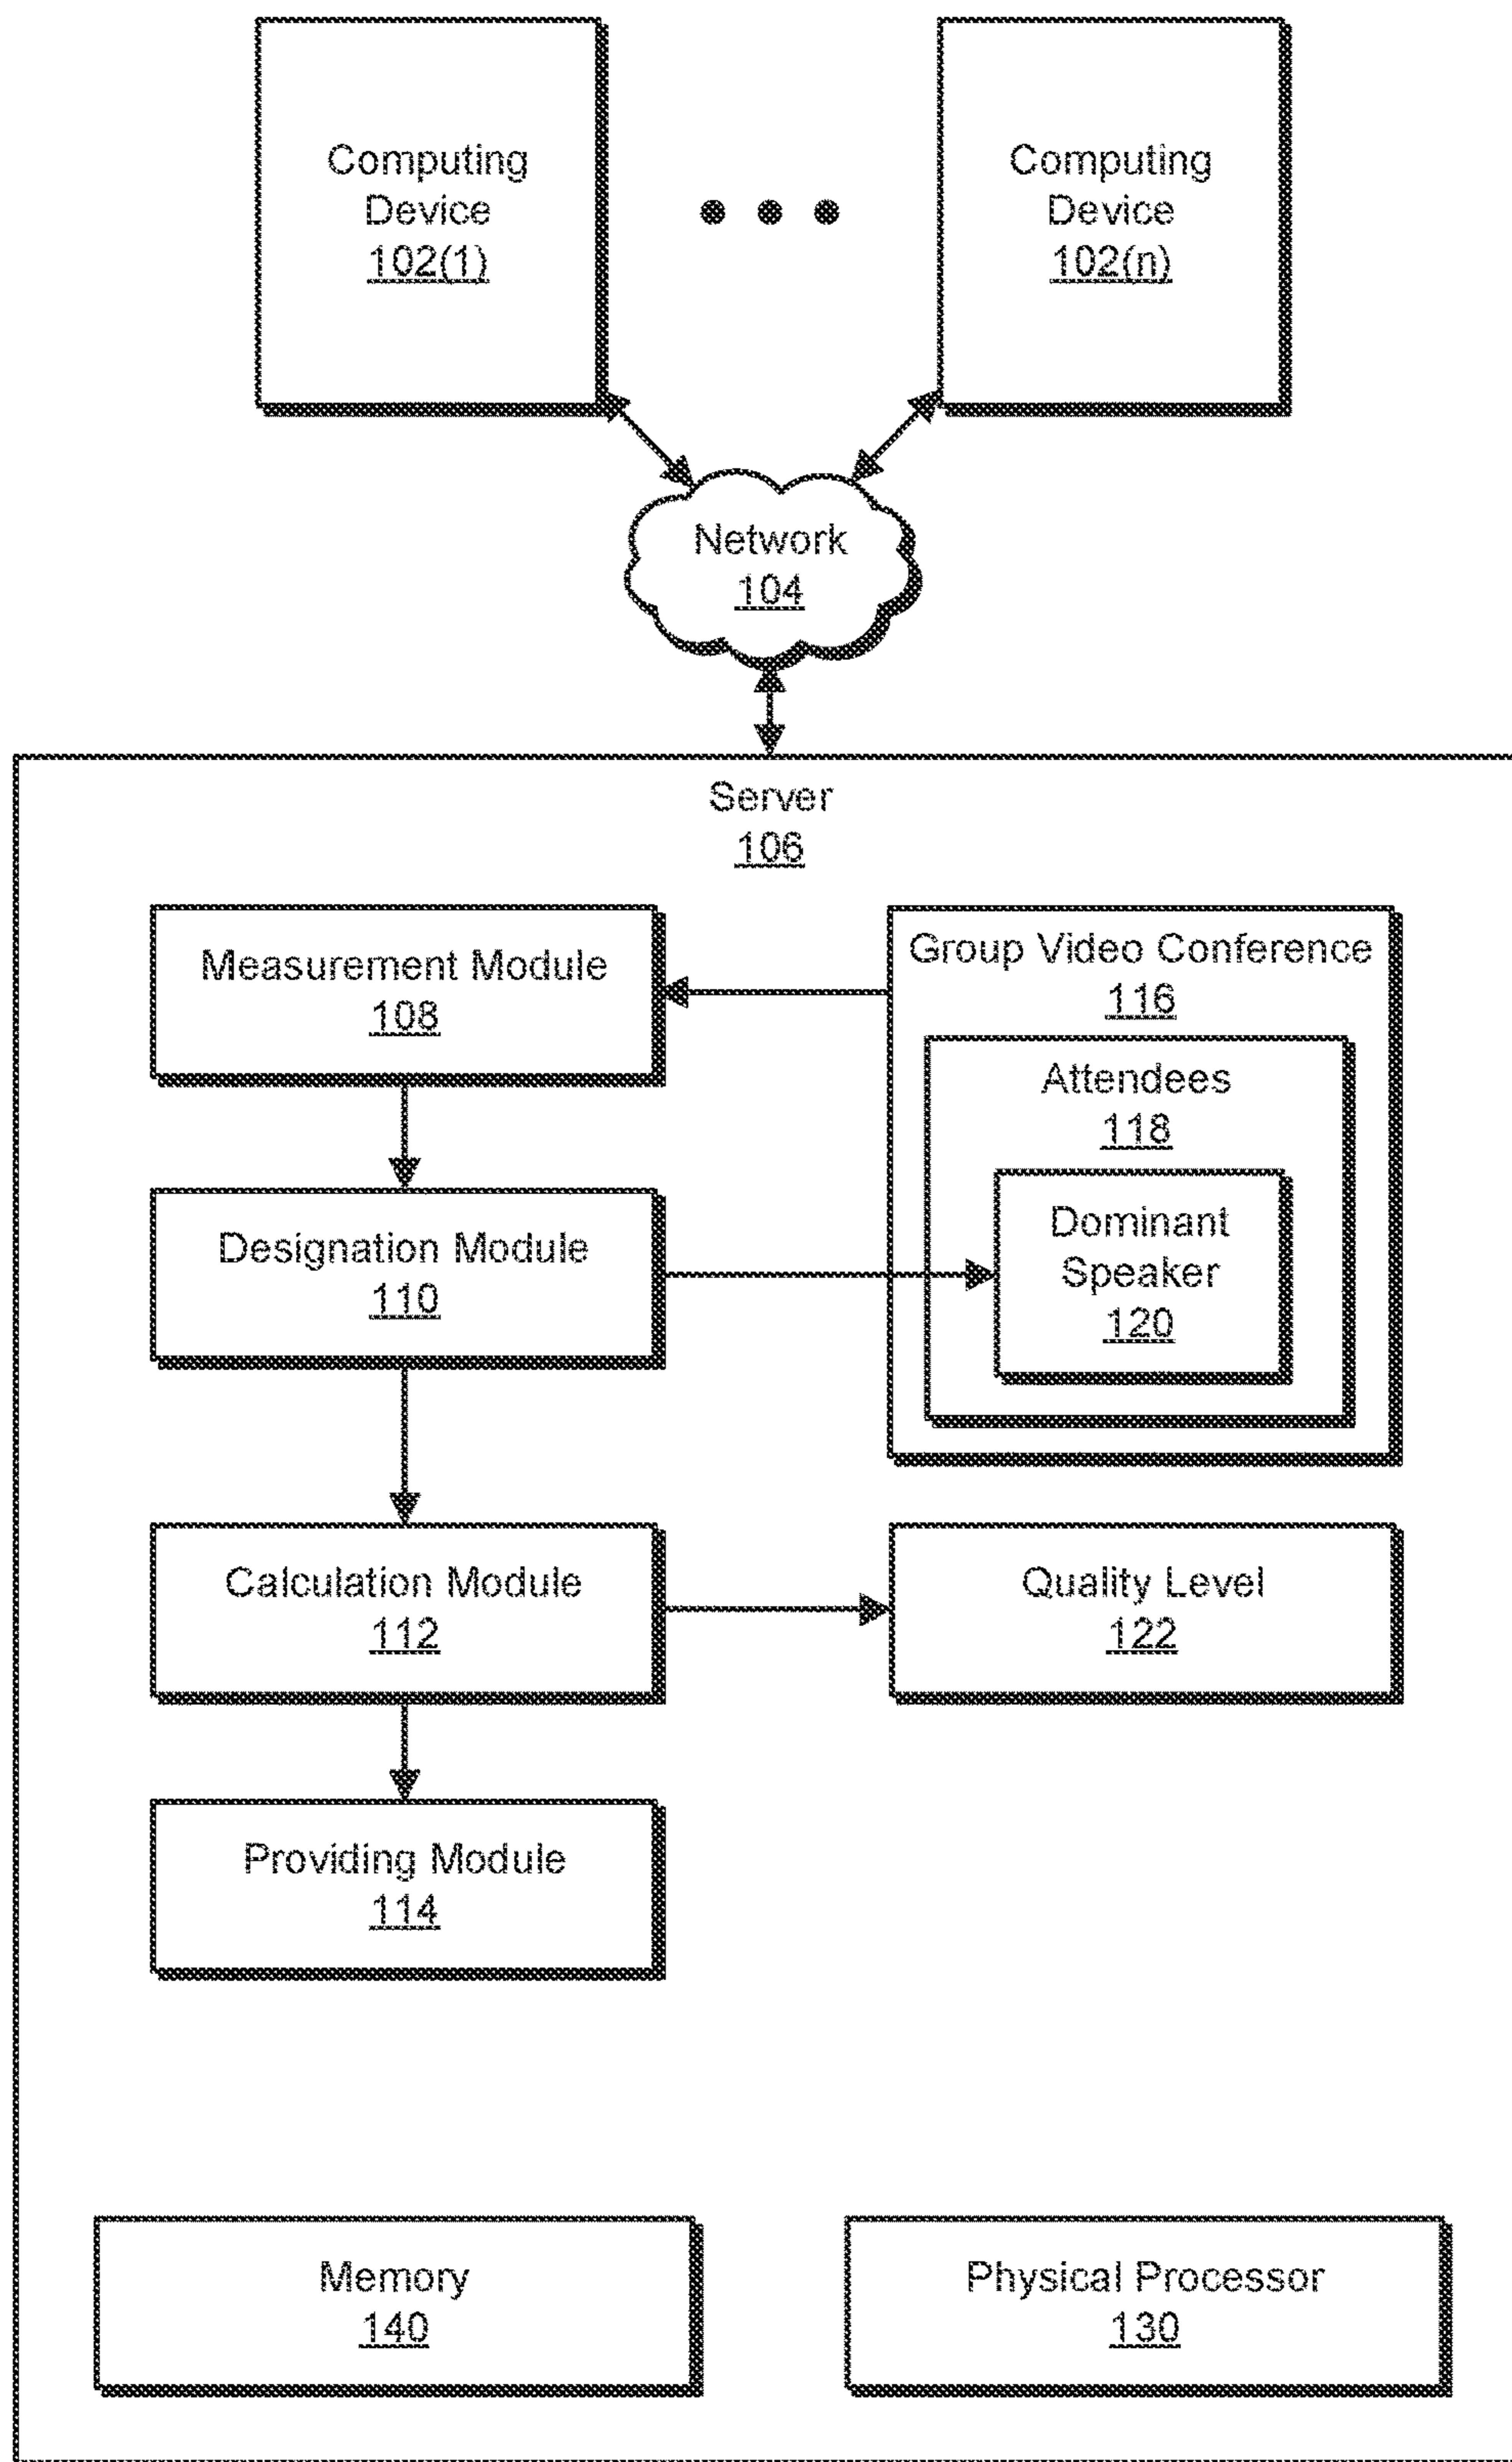 Computing
Device
102(1)
Computing
Device
102(n)
Network
104
Server
106
Measurement Module
108
Group Video Conference
116
Attendees
118
Designation Module
110
Dominant
Speaker
120
Calculation Module
112
Quality Level
122
Providing Module
114
Memory
140
Physical Processor
130